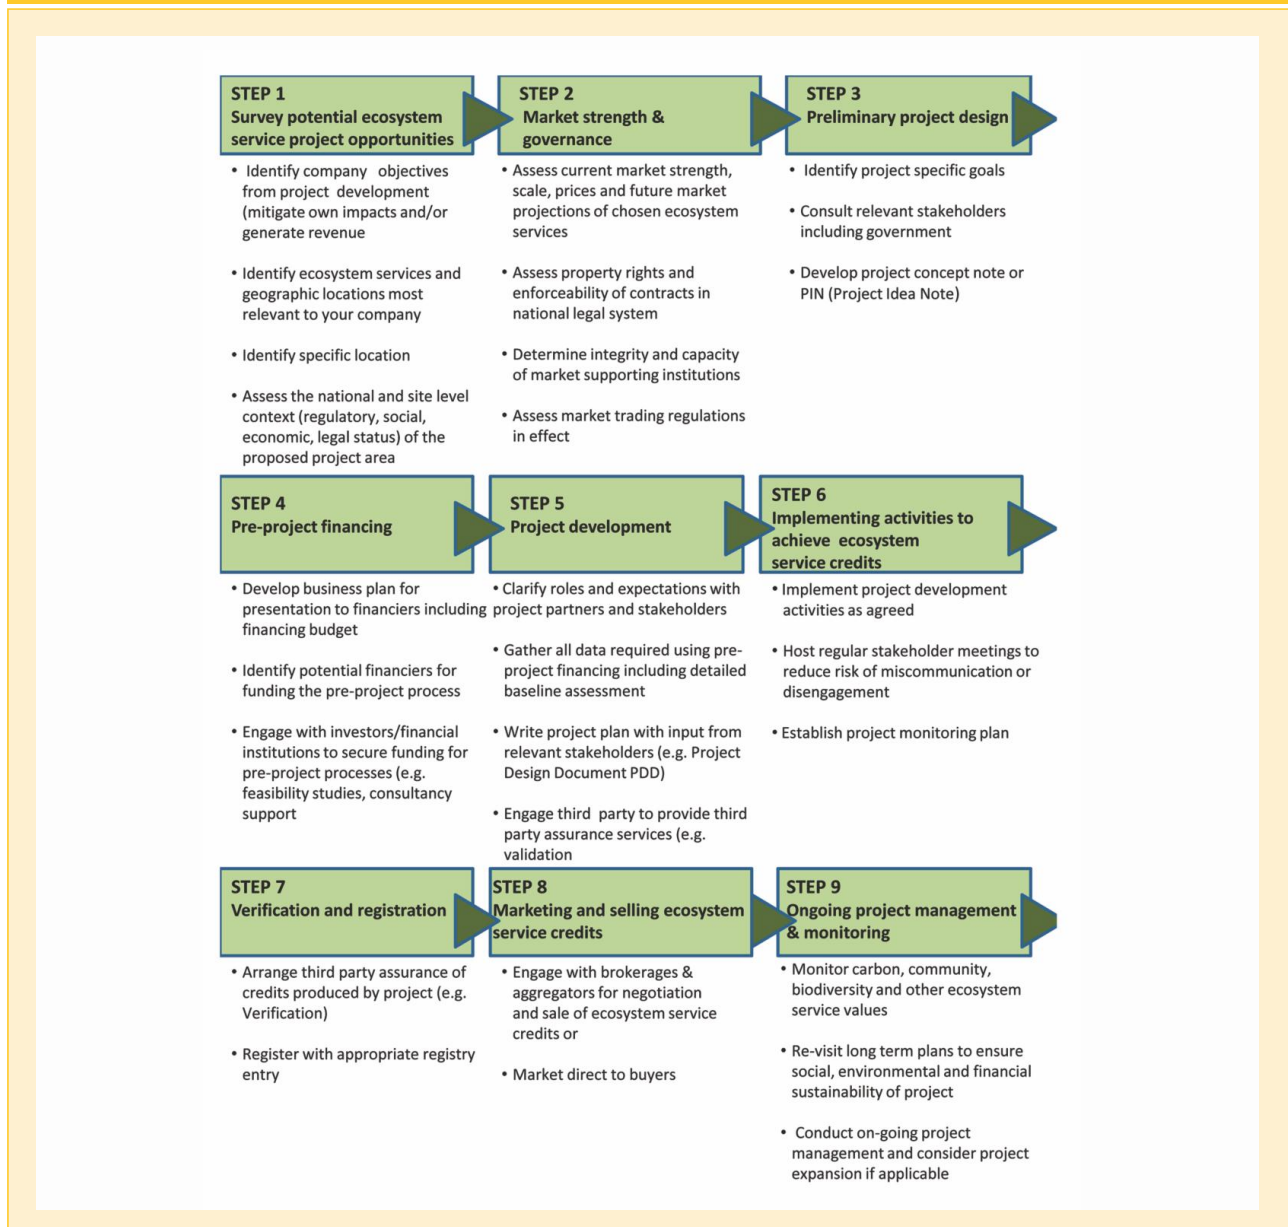 STEP 1
Survey potential ecosystem
service project opportunities
• Identify company objectives
from project development
(mitigate own impacts and/or
generate revenue
• Identify ecosystem services and
geographic locations most
relevant to your company
• Identify specific location
• Assess the national and site level
context (regulatory, social,
economic, legal status) of the
proposed project area
STEP 2
Market strength &
governance
• Assess current market strength,
scale, prices and future market
projections of chosen ecosystem
services
• Assess property rights and
enforceability of contracts in
national legal system
• Determine integrity and capacity
of market supporting institutions
• Assess market trading regulations
in effect
STEP 3
Preliminary project design
• Identify project specific goals
• Consult relevant stakeholders
including government
• Develop project concept note or
PIN (Project Idea Note)
STEP 4
Pre-project financing
• Develop business plan for
presentation to financiers including
financing budget
• Identify potential financiers for
funding the pre-project process
• Engage with investors/financial
institutions to secure funding for
pre-project processes (e.g.
feasibility studies, consultancy
support
STEP 5
Project development
• Clarify roles and expectations with
project partners and stakeholders
• Gather all data required using pre-
project financing including detailed
baseline assessment
• Write project plan with input from
relevant stakeholders (e.g. Project
Design Document PDD)
• Engage third party to provide third
party assurance services (e.g.
validation
STEP 6
Implementing activities to
achieve ecosystem
service credits
• Implement project development
activities as agreed
• Host regular stakeholder meetings to
reduce risk of miscommunication or
disengagement
• Establish project monitoring plan
STEP 7
Verification and registration
• Arrange third party assurance of
credits produced by project (e.g.
Verification)
• Register with appropriate registry
entry
STEP 8
Marketing and selling ecosystem
service credits
• Engage with brokerages &
aggregators for negotiation
and sale of ecosystem service
credits or
• Market direct to buyers
STEP 9
Ongoing project management
& monitoring
• Monitor carbon, community,
biodiversity and other ecosystem
service values
• Re-visit long term plans to ensure
social, environmental and financial
sustainability of project
• Conduct on-going project
management and consider project
expansion if applicable